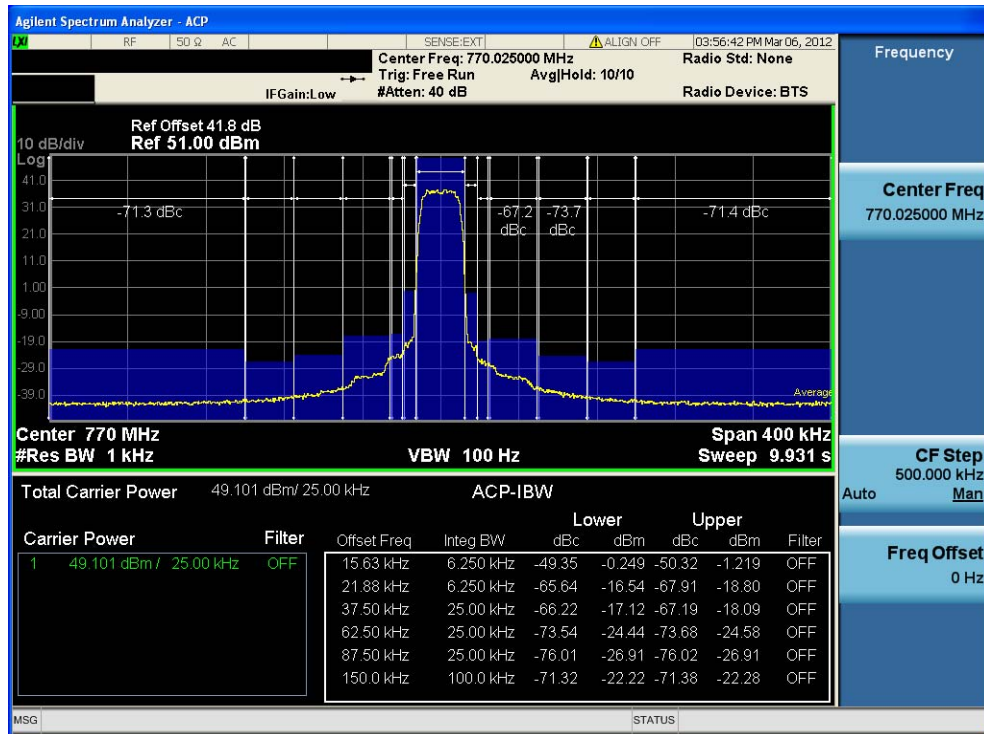 Agilent Spectrum Analyzer - ACP
LXI RF 50 Ω AC SENSE:EXT ALIGN OFF 03:56:42 PM Mar 06, 2012
Center Freq: 770.025000 MHz Radio Std: None
Trig: Free Run Avg|Hold: 10/10
IFGain:Low #Atten: 40 dB Radio Device: BTS
Ref Offset 41.8 dB
10 dB/div Ref 51.00 dBm
Log
41.0
31.0
21.0
11.0
1.00
-9.00
-19.0
-29.0
-39.0
-71.3 dBc
-67.2 dBc
-73.7 dBc
-71.4 dBc
Average
Center 770 MHz Span 400 kHz
#Res BW 1 kHz VBW 100 Hz Sweep 9.931 s
Total Carrier Power 49.101 dBm/ 25.00 kHz ACP-IBW
Lower Upper
Carrier Power Filter Offset Freq Integ BW dBc dBm dBc dBm Filter
1 49.101 dBm / 25.00 kHz OFF 15.63 kHz 6.250 kHz -49.35 -0.249 -50.32 -1.219 OFF
21.88 kHz 6.250 kHz -65.64 -16.54 -67.91 -18.80 OFF
37.50 kHz 25.00 kHz -66.22 -17.12 -67.19 -18.09 OFF
62.50 kHz 25.00 kHz -73.54 -24.44 -73.68 -24.58 OFF
87.50 kHz 25.00 kHz -76.01 -26.91 -76.02 -26.91 OFF
150.0 kHz 100.0 kHz -71.32 -22.22 -71.38 -22.28 OFF
MSG STATUS
Frequency
Center Freq
770.025000 MHz
CF Step
500.000 kHz
Auto Man
Freq Offset
0 Hz